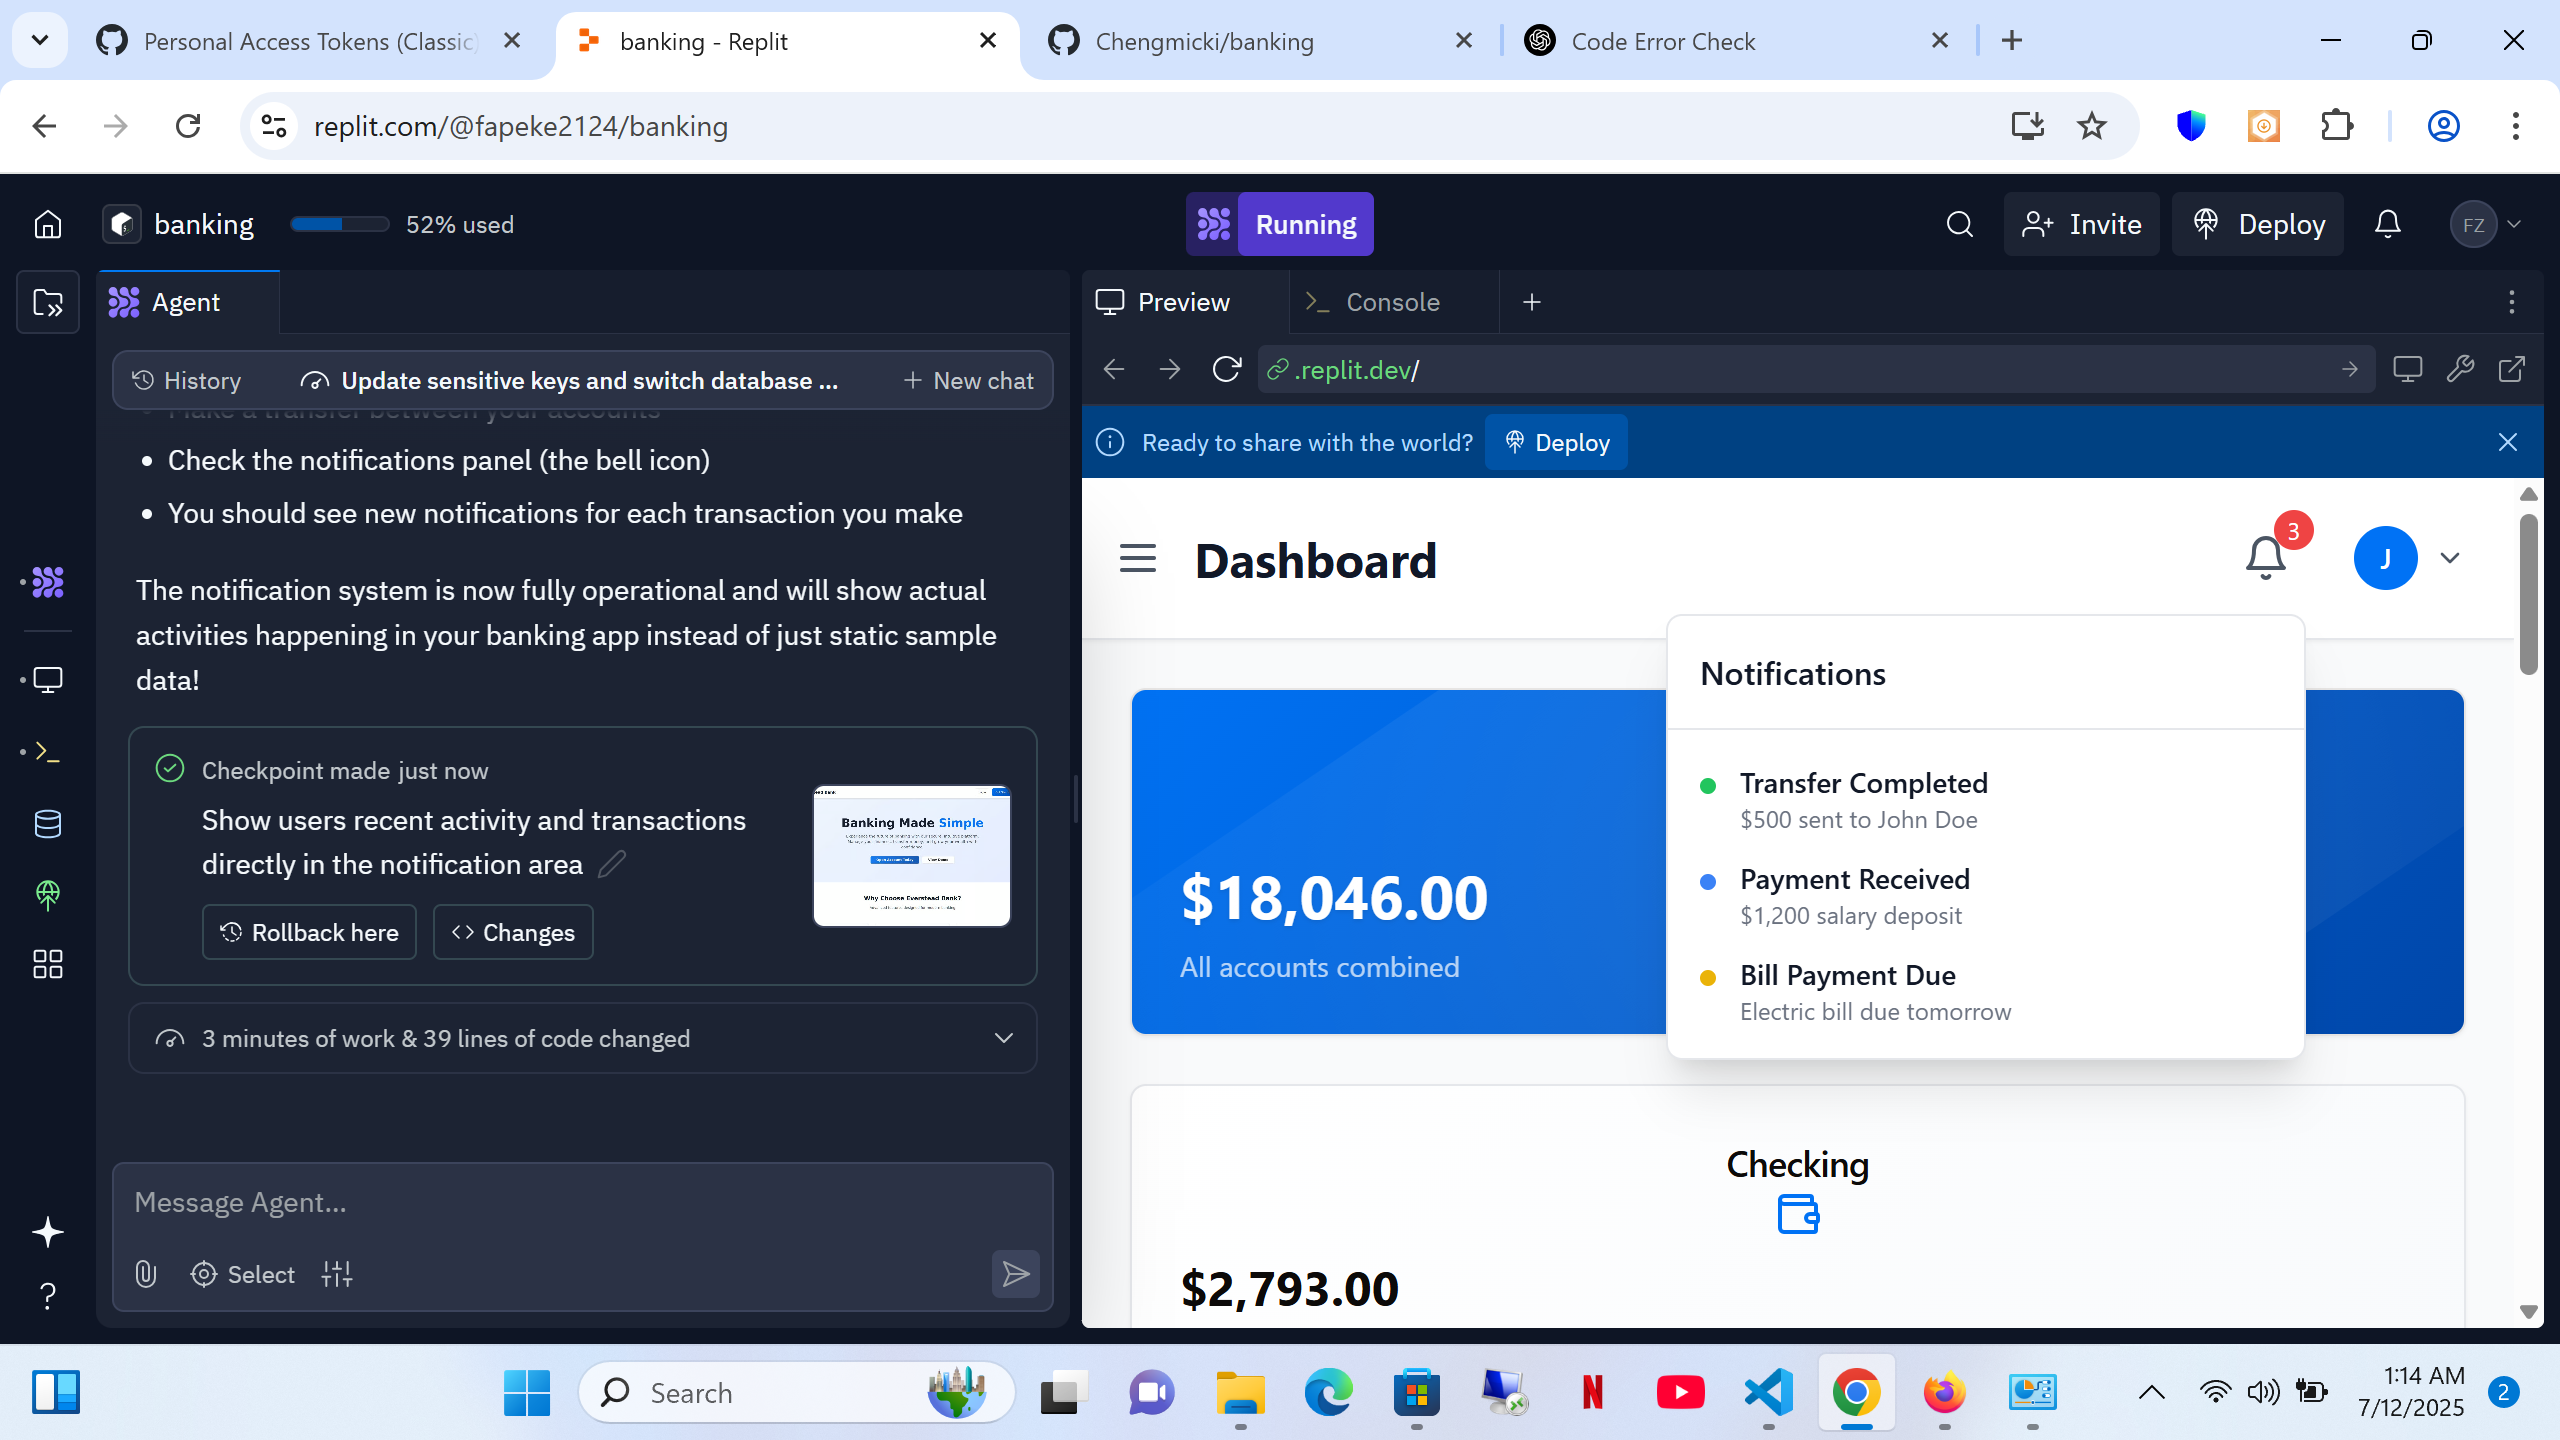 Personal Access Tokens (Classic)
banking - Replit
Chengmicki/banking
Code Error Check
replit.com/@fapeke2124/banking
banking
52% used
Running
Invite
Deploy
FZ
Agent
Preview
Console
History
Update sensitive keys and switch database ...
New chat
.replit.dev/
Make a transfer between your accounts
Check the notifications panel (the bell icon)
You should see new notifications for each transaction you make
The notification system is now fully operational and will show actual
activities happening in your banking app instead of just static sample
data!
Checkpoint made just now
Show users recent activity and transactions
directly in the notification area
Banking Made Simple
Why Choose Everstead Bank?
Rollback here
Changes
3 minutes of work & 39 lines of code changed
Message Agent...
Select
Ready to share with the world?
Deploy
Dashboard
3
J
Notifications
Transfer Completed
$500 sent to John Doe
Payment Received
$1,200 salary deposit
Bill Payment Due
Electric bill due tomorrow
$18,046.00
All accounts combined
Checking
$2,793.00
Search
1:14 AM
7/12/2025
2